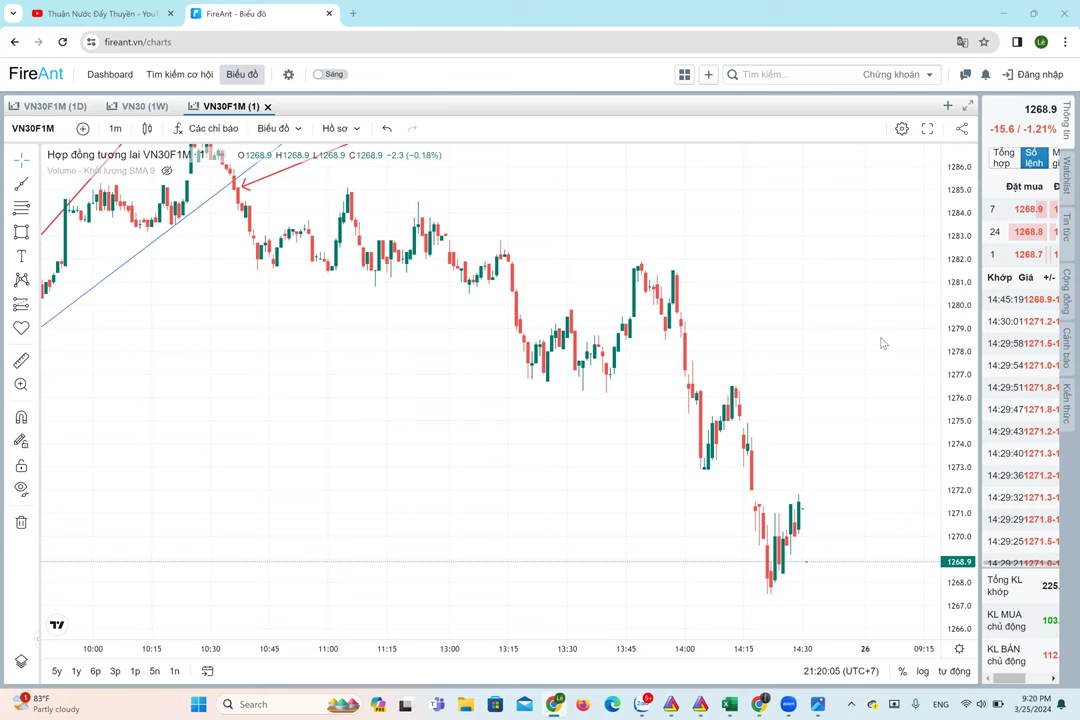 Thuận Nước Đẩy Thuyền - YouT
FireAnt - Biểu đồ
fireant.vn/charts
Lê
FireAnt
Dashboard
Tìm kiếm cơ hội
Biểu đồ
Sáng
Tìm kiếm...
Chứng khoán
Đăng nhập
VN30F1M (1D)
VN30 (1W)
VN30F1M (1)
VN30F1M
1m
Các chỉ báo
Biểu đồ
Hồ sơ
Hợp đồng tương lai VN30F1M · 1
O1268.9 H1268.9 L1268.9 C1268.9 −2.3 (−0.18%)
Volume - Khối lượng SMA 9
1286.0
1285.0
1284.0
1283.0
1282.0
1281.0
1280.0
1279.0
1278.0
1277.0
1276.0
1275.0
1274.0
1273.0
1272.0
1271.0
1270.0
1268.9
1268.0
1267.0
1266.0
10:00 10:15 10:30 10:45 11:00 11:15 13:00 13:15 13:30 13:45 14:00 14:15 14:30 26 09:15
5y 1y 6p 3p 1p 5n 1n
21:20:05 (UTC+7)
% log tự động
1268.9
-15.6 / -1.21%
Tổng hợp
Sổ lệnh
Đặt mua
7 1268.9
24 1268.8
1 1268.7
Khớp Giá +/-
14:45:19 1268.9
14:30:01 1271.2
14:29:58 1271.5
14:29:54 1271.0
14:29:51 1271.8
14:29:47 1271.8
14:29:43 1271.2
14:29:40 1271.3
14:29:36 1271.2
14:29:32 1271.3
14:29:29 1271.8
14:29:25 1271.5
14:29:21 1271.0
Tổng KL khớp 225.
KL MUA chủ động 103.
KL BÁN chủ động 112.
Thông tin
Watchlist
Tin tức
Cộng đồng
Cảnh báo
Kiến thức
1
83°F
Partly cloudy
Search
5+
ENG
9:20 PM
3/25/2024